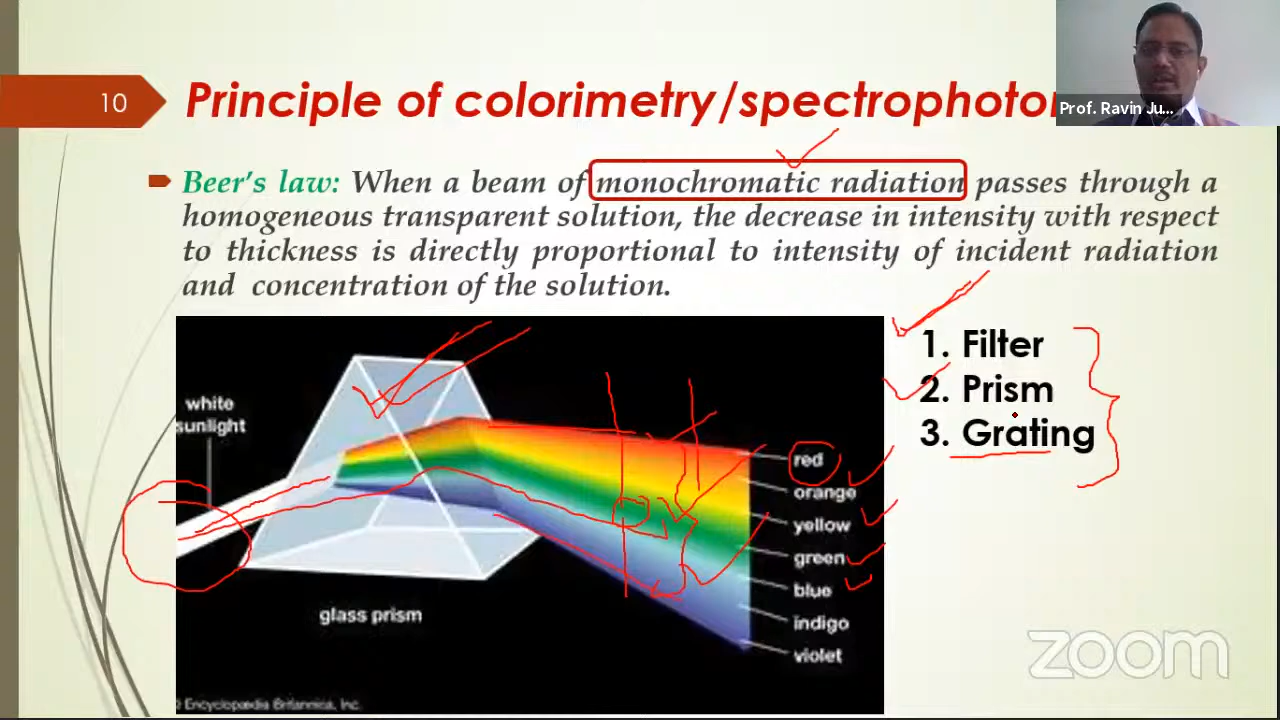 10
Principle of colorimetry/spectrophoto
Prof. Ravin Ju...
Beer's law: When a beam of monochromatic radiation passes through a
homogeneous transparent solution, the decrease in intensity with respect
to thickness is directly proportional to intensity of incident radiation
and concentration of the solution.
white
sunlight
glass prism
red
orange
yellow
green
blue
indigo
violet
Encyclopædia Britannica, Inc.
1. Filter
2. Prism
3. Grating
zoom